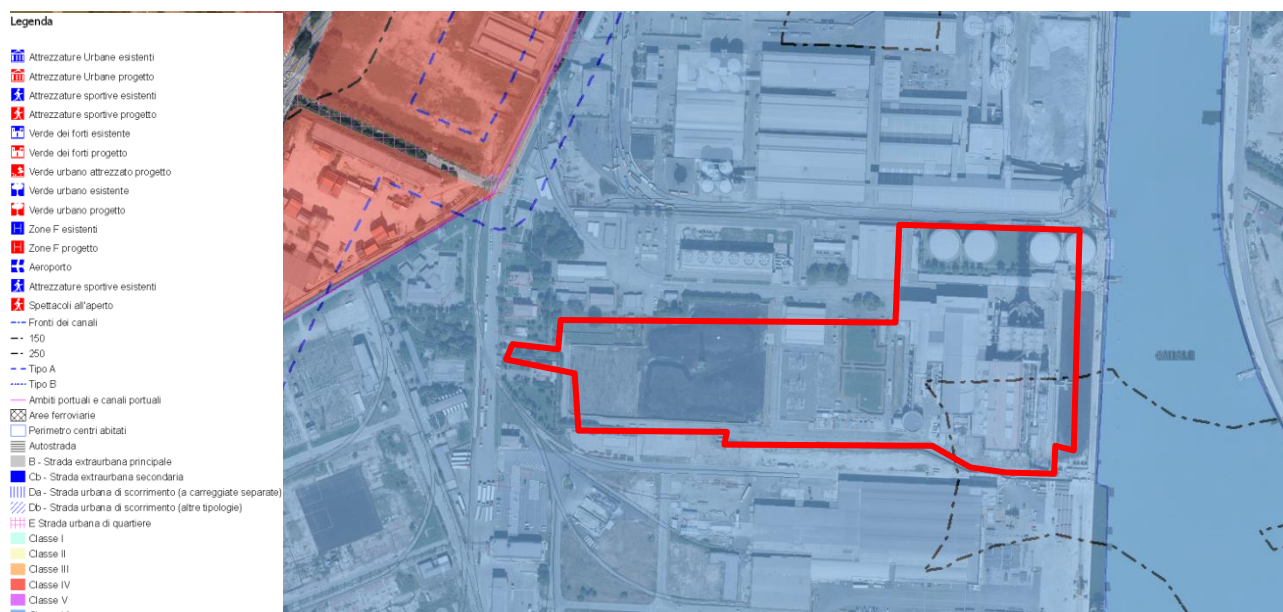 Legenda
Attrezzature Urbane esistenti
Attrezzature Urbane progetto
Attrezzature sportive esistenti
Attrezzature sportive progetto
Verde dei forti esistente
Verde dei forti progetto
Verde urbano attrezzato progetto
Verde urbano esistente
Verde urbano progetto
Zone F esistenti
Zone F progetto
Aeroporto
Attrezzature sportive esistenti
Spettacoli all'aperto
Fronti dei canali
150
250
Tipo A
Tipo B
Ambiti portuali e canali portuali
Aree ferroviarie
Perimetro centri abitati
Autostrada
B - Strada extraurbana principale
Cb - Strada extraurbana secondaria
Da - Strada urbana di scorrimento (a carreggiate separate)
Db - Strada urbana di scorrimento (altre tipologie)
E Strada urbana di quartiere
Classe I
Classe II
Classe III
Classe IV
Classe V